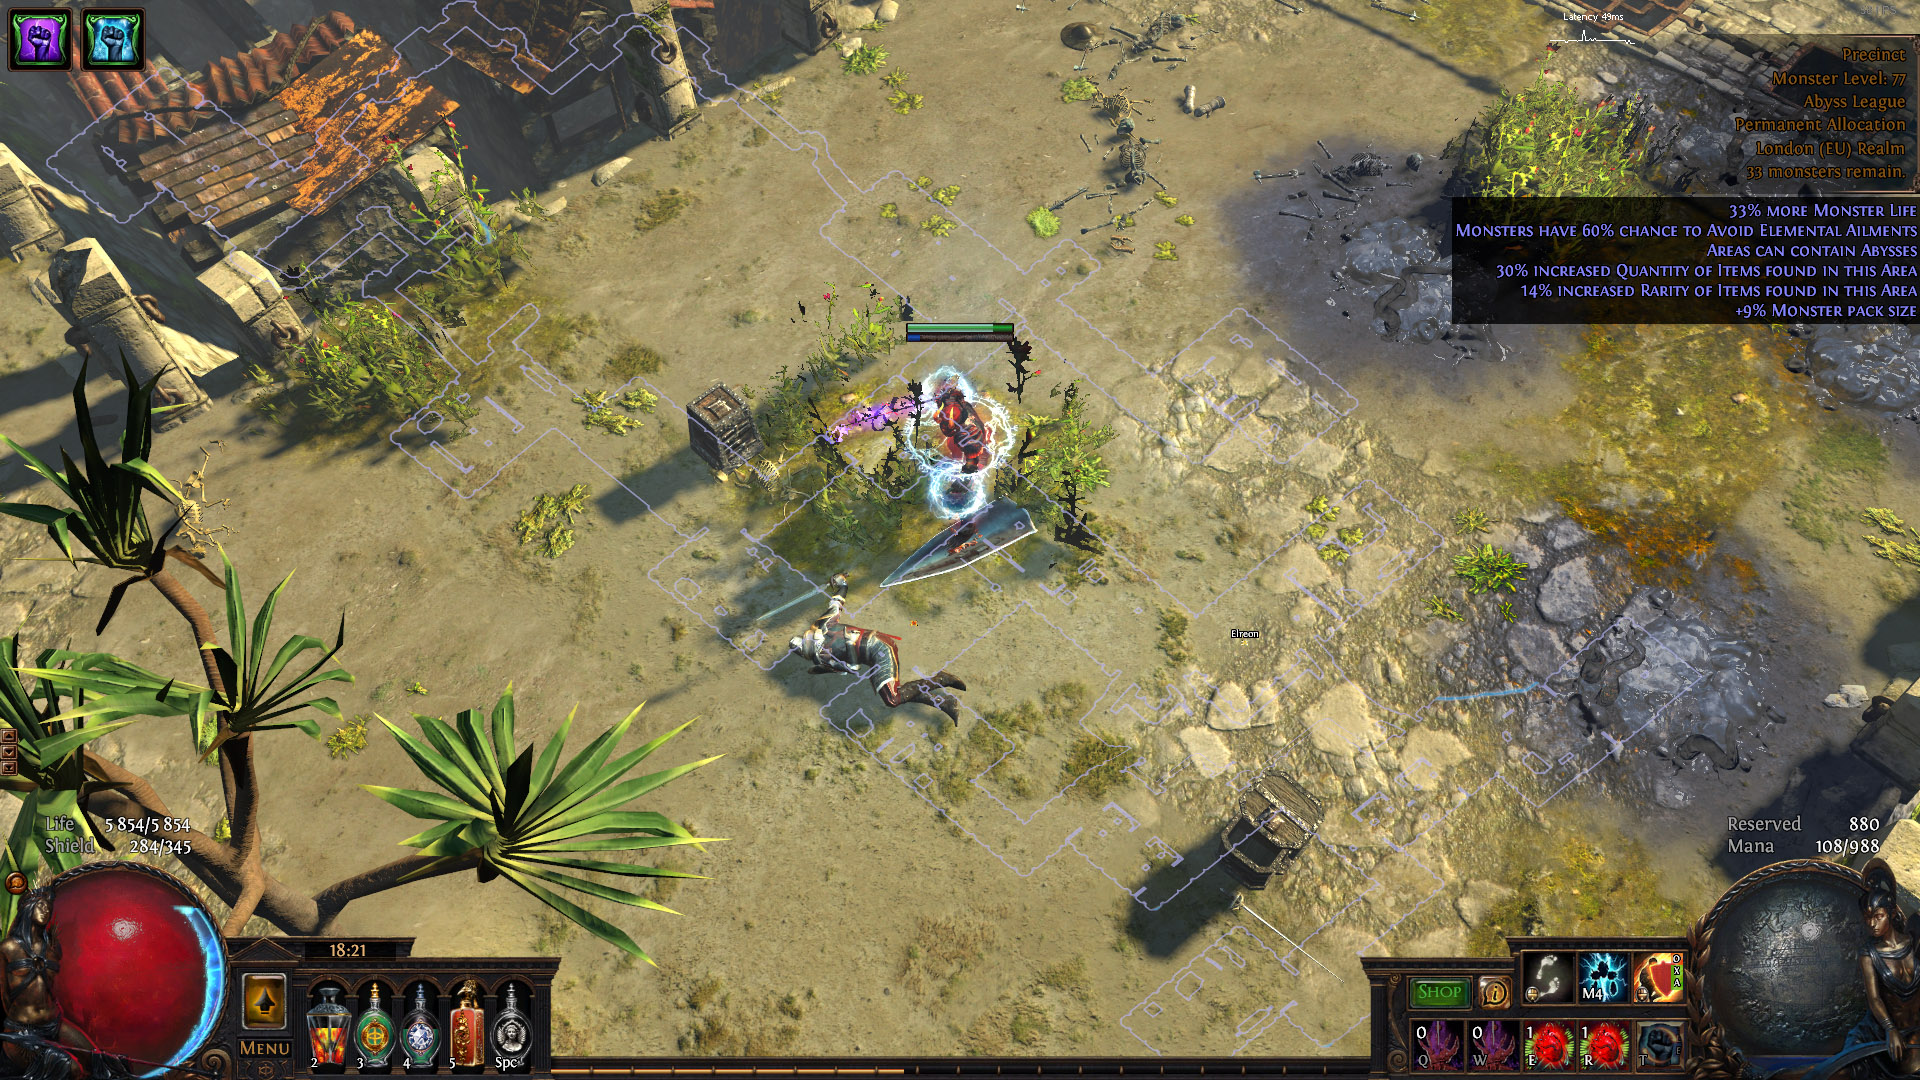 Latency 49ms
Precinct
Monster Level: 77
Abyss League
Permanent Allocation
London (EU) Realm
33 monsters remain.
33% more Monster Life
Monsters have 60% chance to Avoid Elemental Ailments
Areas can contain Abysses
30% increased Quantity of Items found in this Area
14% increased Rarity of Items found in this Area
+9% Monster pack size
Elreon
Life 5 854/5 854
Shield 284/345
Reserved 880
Mana 108/988
18:21
Menu
2 3 4 5 Spc
Shop
M4
O
X
A
0 0 1 1
Q W E R T